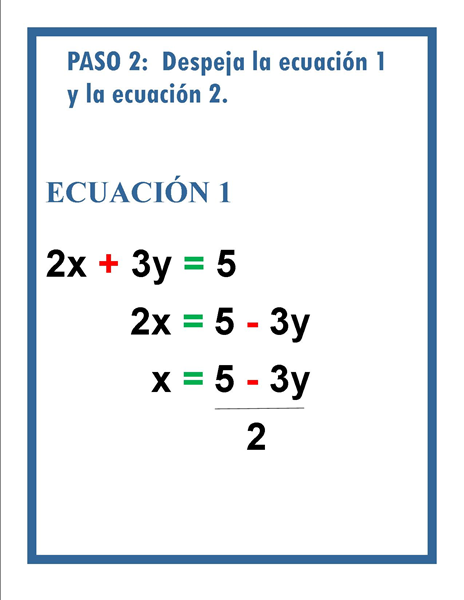 PASO 2:  Despeja la ecuación 1
y la ecuación 2.
ECUACIÓN 1
2x + 3y = 5
2x = 5 - 3y
x = 5 - 3y
2